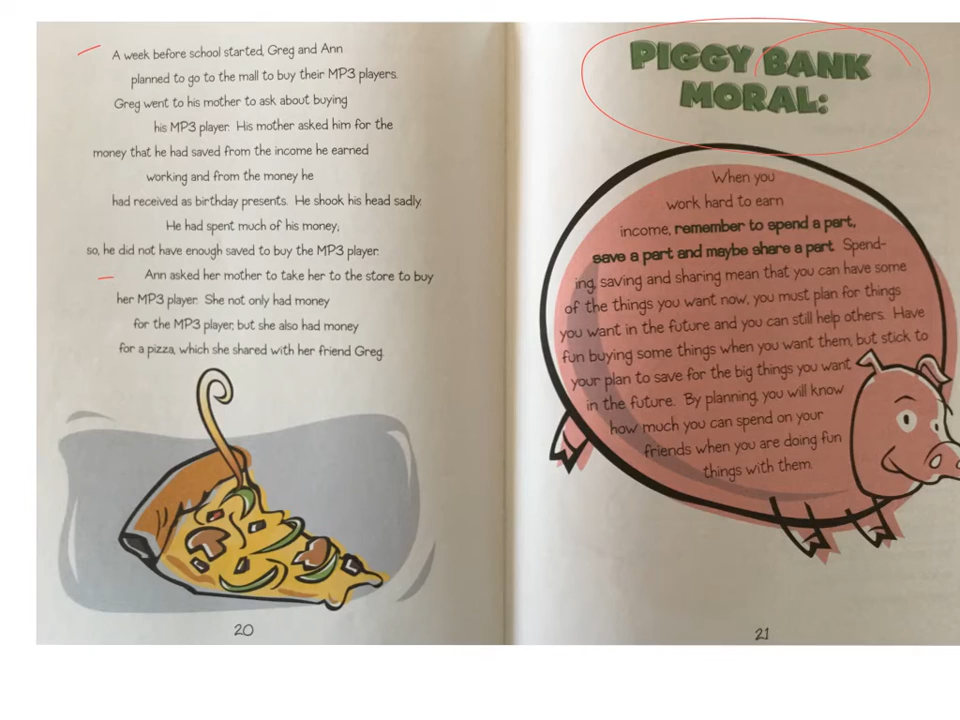 A week before school started, Greg and Ann
planned to go to the mall to buy their MP3 players.
Greg went to his mother to ask about buying
his MP3 player. His mother asked him for the
money that he had saved from the income he earned
working and from the money he
had received as birthday presents. He shook his head sadly.
He had spent much of his money,
so, he did not have enough saved to buy the MP3 player.
Ann asked her mother to take her to the store to buy
her MP3 player. She not only had money
for the MP3 player, but she also had money
for a pizza, which she shared with her friend Greg.
20
PIGGY BANK
MORAL:
When you
work hard to earn
income, remember to spend a part,
save a part and maybe share a part. Spend-
ing, saving and sharing mean that you can have some
of the things you want now, you must plan for things
you want in the future and you can still help others. Have
fun buying some things when you want them, but stick to
your plan to save for the big things you want
in the future. By planning, you will know
how much you can spend on your
friends when you are doing fun
things with them.
21